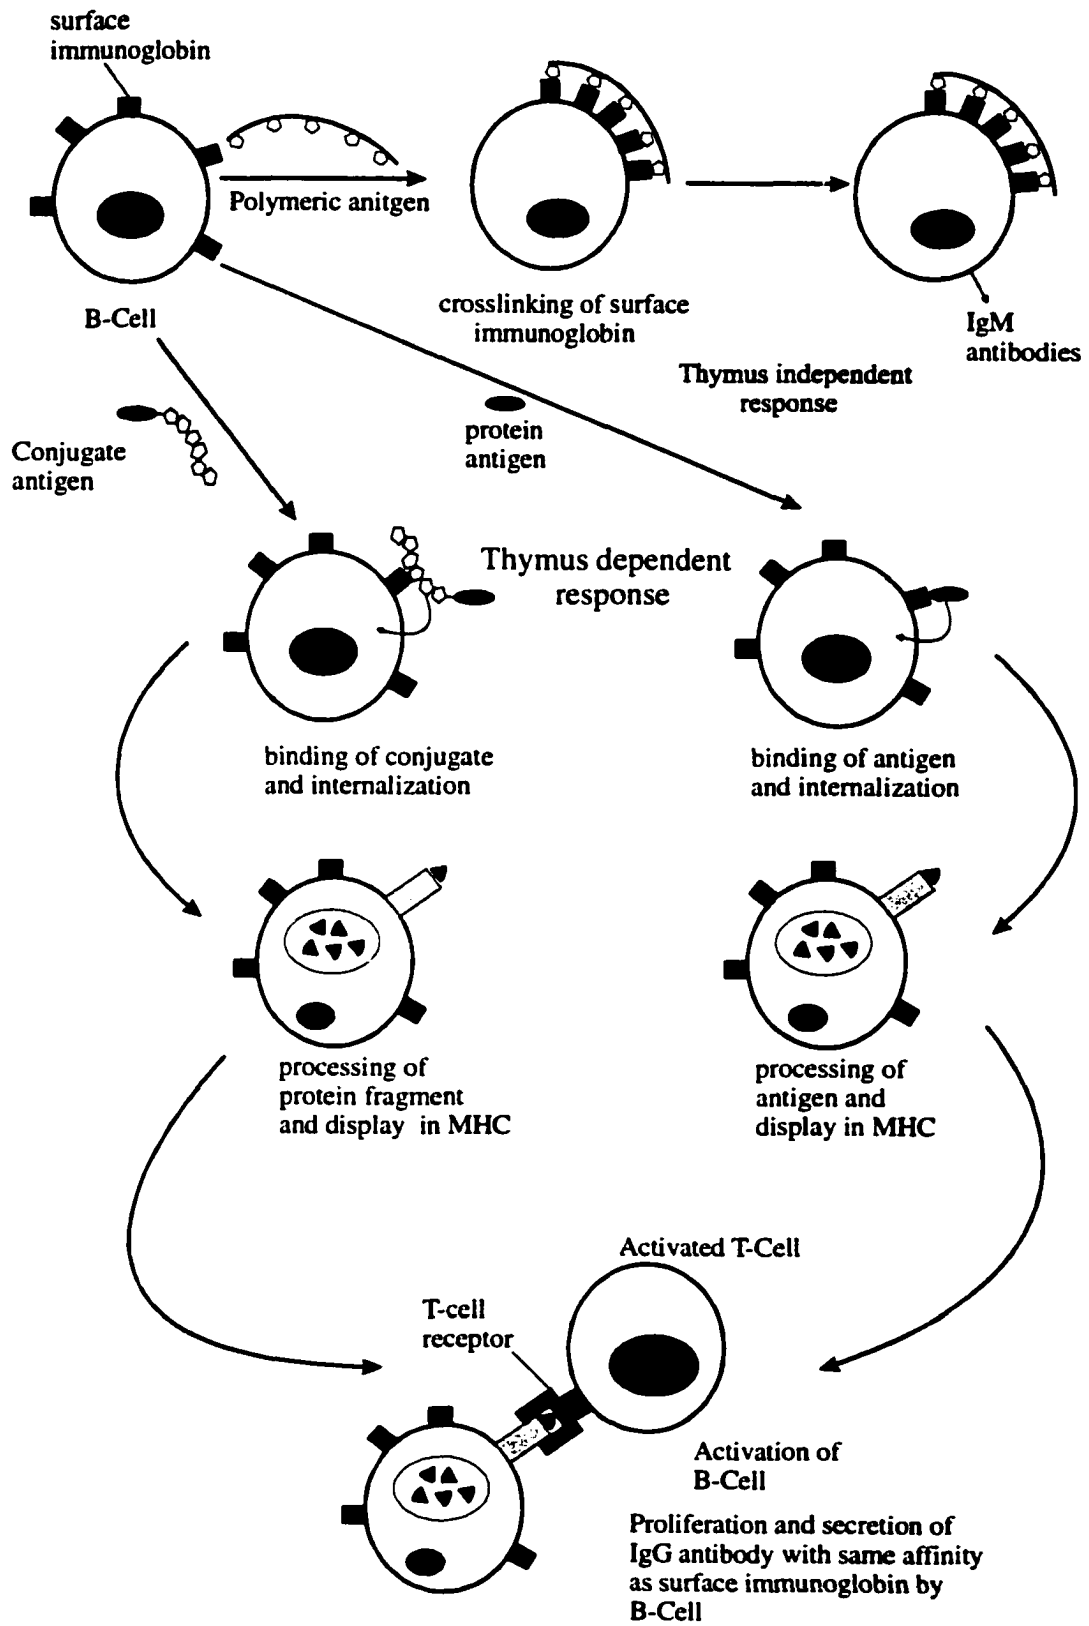 surface
immunoglobin
Polymeric anitgen
B-Cell
crosslinking of surface
immunoglobin
IgM
antibodies
Thymus independent
response
Conjugate
antigen
protein
antigen
Thymus dependent
response
binding of conjugate
and internalization
binding of antigen
and internalization
processing of
protein fragment
and display in MHC
processing of
antigen and
display in MHC
Activated T-Cell
T-cell
receptor
Activation of
B-Cell
Proliferation and secretion of
IgG antibody with same affinity
as surface immunoglobin by
B-Cell